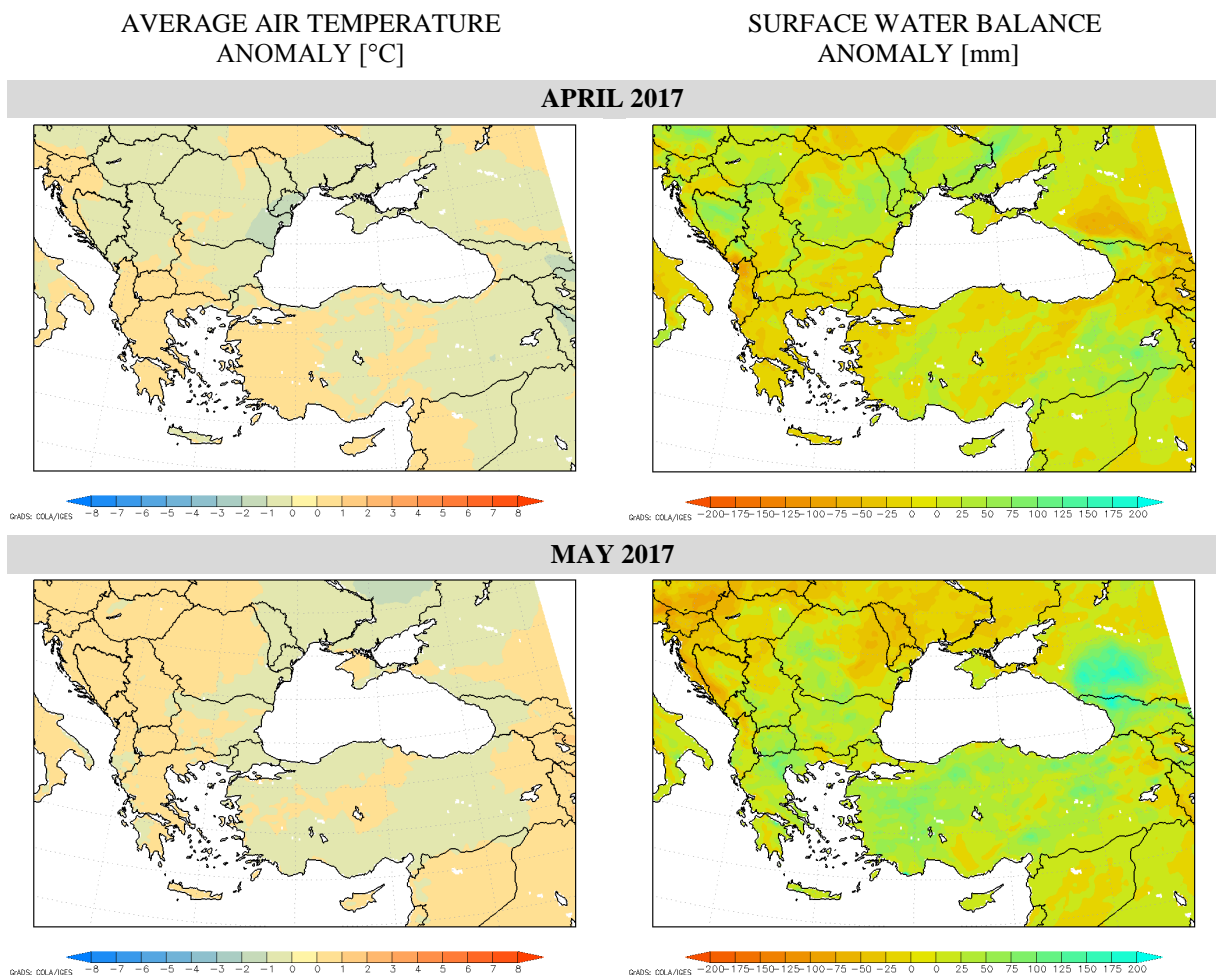 AVERAGE AIR TEMPERATURE
ANOMALY [°C]
SURFACE WATER BALANCE
ANOMALY [mm]
APRIL 2017
GrADS: COLA/IGES
-8 -7 -6 -5 -4 -3 -2 -1 0 0 1 2 3 4 5 6 7 8
GrADS: COLA/IGES
-200-175-150-125-100-75 -50 -25 0 0 25 50 75 100 125 150 175 200
MAY 2017
GrADS: COLA/IGES
-8 -7 -6 -5 -4 -3 -2 -1 0 0 1 2 3 4 5 6 7 8
GrADS: COLA/IGES
-200-175-150-125-100-75 -50 -25 0 0 25 50 75 100 125 150 175 200